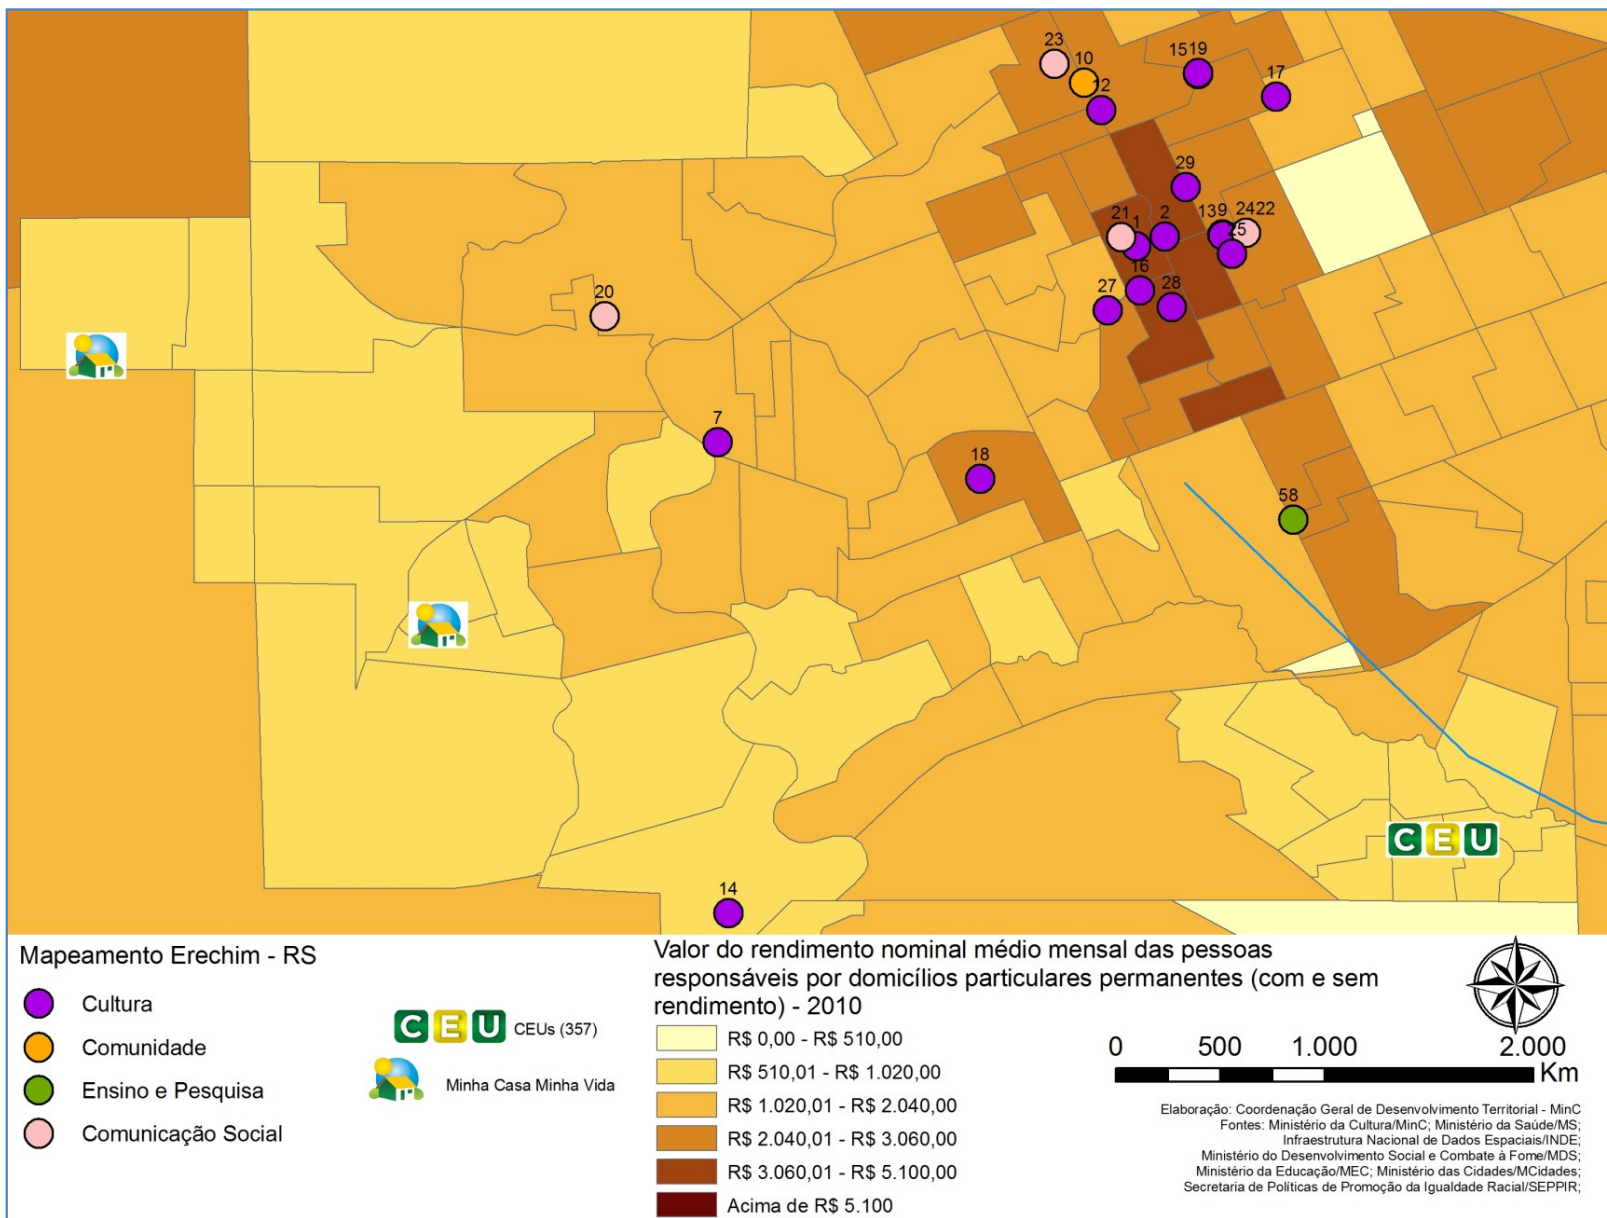 23
10
12
1519
17
29
21
1
2
139
2422
25
16
27
28
20
7
18
58
14
CEU
Mapeamento Erechim - RS
Cultura
Comunidade
Ensino e Pesquisa
Comunicação Social
CEU CEUs (357)
Minha Casa Minha Vida
Valor do rendimento nominal médio mensal das pessoas
responsáveis por domicílios particulares permanentes (com e sem
rendimento) - 2010
R$ 0,00 - R$ 510,00
R$ 510,01 - R$ 1.020,00
R$ 1.020,01 - R$ 2.040,00
R$ 2.040,01 - R$ 3.060,00
R$ 3.060,01 - R$ 5.100,00
Acima de R$ 5.100
0 500 1.000 2.000
Km
Elaboração: Coordenação Geral de Desenvolvimento Territorial - MinC
Fontes: Ministério da Cultura/MinC; Ministério da Saúde/MS;
Infraestrutura Nacional de Dados Espaciais/INDE;
Ministério do Desenvolvimento Social e Combate à Fome/MDS;
Ministério da Educação/MEC; Ministério das Cidades/MCidades;
Secretaria de Políticas de Promoção da Igualdade Racial/SEPPIR;